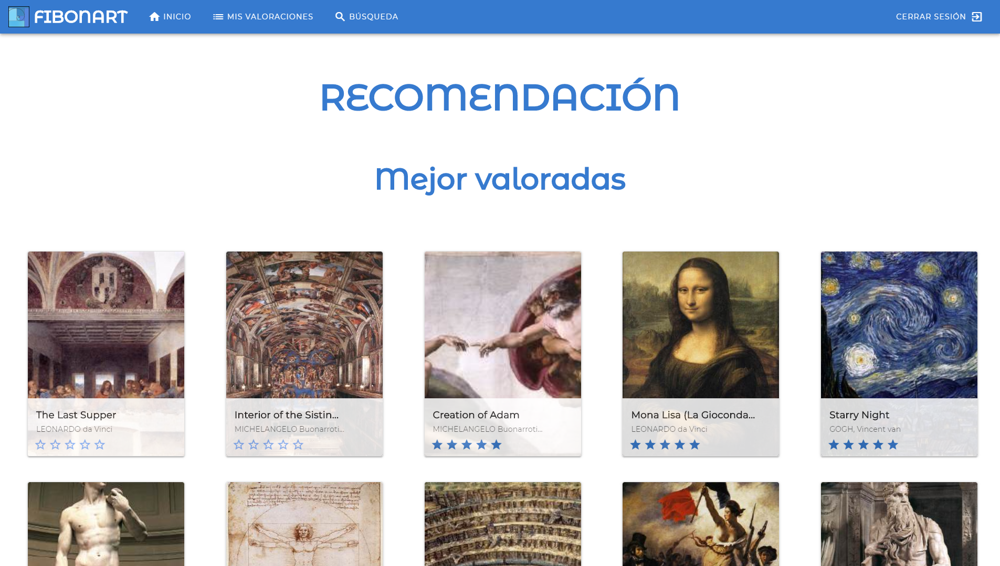 FIBONART
INICIO
MIS VALORACIONES
BÚSQUEDA
CERRAR SESIÓN
RECOMENDACIÓN
Mejor valoradas
The Last Supper
LEONARDO da Vinci
Interior of the Sistin...
MICHELANGELO Buonarroti...
Creation of Adam
MICHELANGELO Buonarroti...
Mona Lisa (La Gioconda...
LEONARDO da Vinci
Starry Night
GOGH, Vincent van